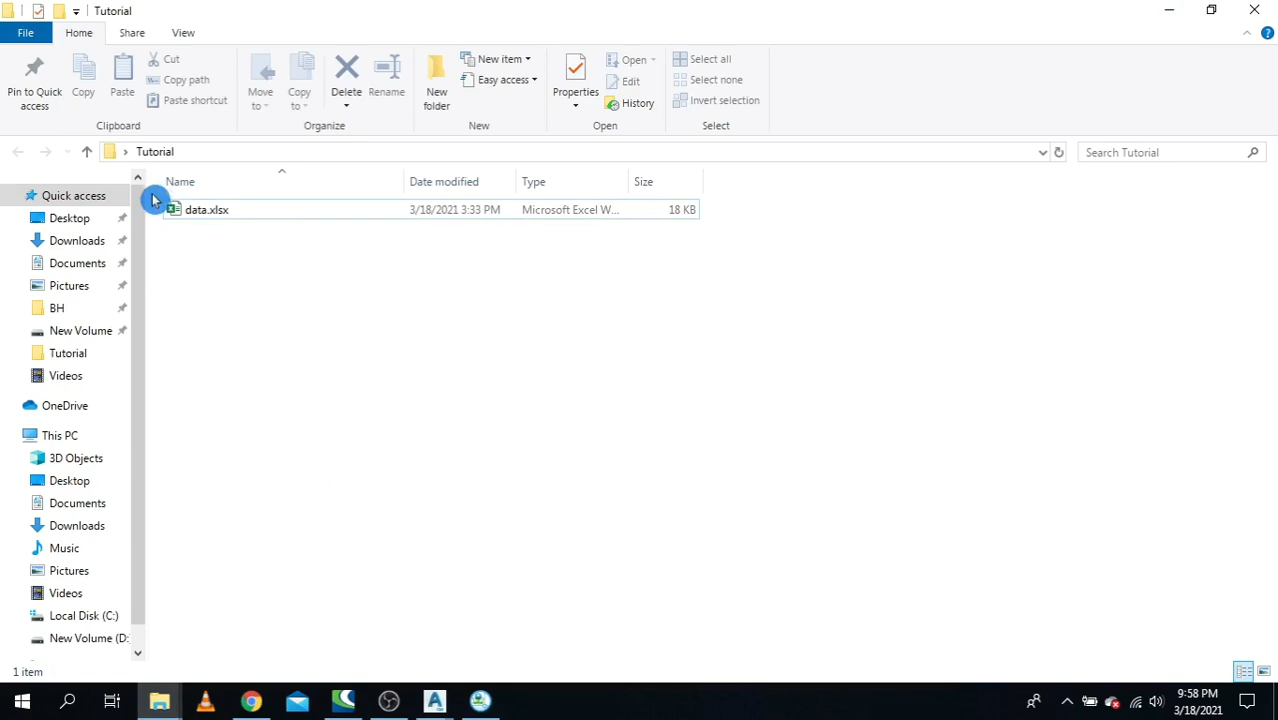 Tutorial
File Home Share View
Pin to Quick access
Copy
Paste
Cut
Copy path
Paste shortcut
Clipboard
Move to
Copy to
Delete
Rename
Organize
New folder
New item
Easy access
New
Properties
Open
Edit
History
Open
Select all
Select none
Invert selection
Select
Tutorial
Search Tutorial
Name Date modified Type Size
data.xlsx 3/18/2021 3:33 PM Microsoft Excel W... 18 KB
Quick access
Desktop
Downloads
Documents
Pictures
BH
New Volume
Tutorial
Videos
OneDrive
This PC
3D Objects
Desktop
Documents
Downloads
Music
Pictures
Videos
Local Disk (C:)
New Volume (D:
1 item
9:58 PM
3/18/2021